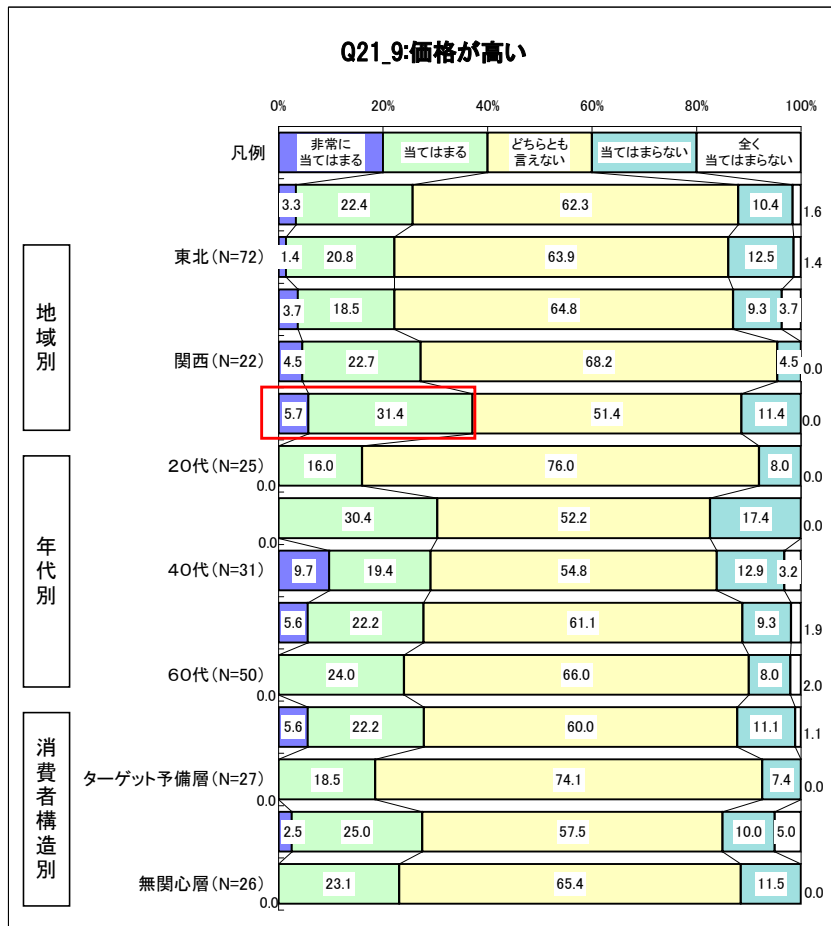 Q21_9:価格が高い
0% 20% 40% 60% 80% 100%
凡例 非常に 当てはまる 当てはまる どちらとも 言えない 当てはまらない 全く 当てはまらない
3.3 22.4 62.3 10.4 1.6
地域別
東北(N=72) 1.4 20.8 63.9 12.5 1.4
3.7 18.5 64.8 9.3 3.7
関西(N=22) 4.5 22.7 68.2 4.5 0.0
5.7 31.4 51.4 11.4 0.0
年代別
20代(N=25) 0.0 16.0 76.0 8.0 0.0
0.0 30.4 52.2 17.4 0.0
40代(N=31) 9.7 19.4 54.8 12.9 3.2
5.6 22.2 61.1 9.3 1.9
60代(N=50) 0.0 24.0 66.0 8.0 2.0
消費者構造別
5.6 22.2 60.0 11.1 1.1
ターゲット予備層(N=27) 0.0 18.5 74.1 7.4 0.0
2.5 25.0 57.5 10.0 5.0
無関心層(N=26) 0.0 23.1 65.4 11.5 0.0